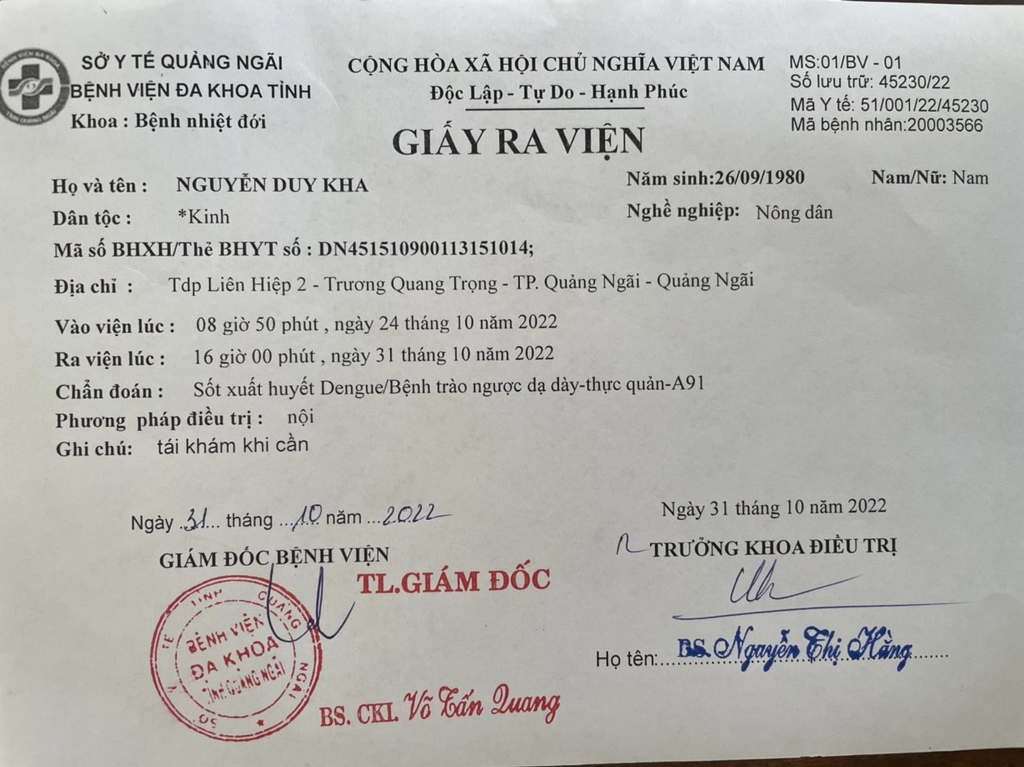 SỞ Y TẾ QUẢNG NGÃI
BỆNH VIỆN ĐA KHOA TỈNH
Khoa : Bệnh nhiệt đới
CỘNG HÒA XÃ HỘI CHỦ NGHĨA VIỆT NAM
Độc Lập - Tự Do - Hạnh Phúc
MS:01/BV - 01
Số lưu trữ: 45230/22
Mã Y tế: 51/001/22/45230
Mã bệnh nhân:20003566
GIẤY RA VIỆN
Họ và tên : NGUYỄN DUY KHA Năm sinh:26/09/1980 Nam/Nữ: Nam
Dân tộc : *Kinh Nghề nghiệp: Nông dân
Mã số BHXH/Thẻ BHYT số : DN451510900113151014;
Địa chỉ : Tdp Liên Hiệp 2 - Trương Quang Trọng - TP. Quảng Ngãi - Quảng Ngãi
Vào viện lúc : 08 giờ 50 phút , ngày 24 tháng 10 năm 2022
Ra viện lúc : 16 giờ 00 phút , ngày 31 tháng 10 năm 2022
Chẩn đoán : Sốt xuất huyết Dengue/Bệnh trào ngược dạ dày-thực quản-A91
Phương pháp điều trị : nội
Ghi chú: tái khám khi cần
Ngày 31 tháng 10 năm 2022
GIÁM ĐỐC BỆNH VIỆN
TL.GIÁM ĐỐC
SỞ Y TẾ TỈNH QUẢNG NGÃI
BỆNH VIỆN
ĐA KHOA
TỈNH QUẢNG NGÃI
BS. CKI. Võ Tấn Quang
Ngày 31 tháng 10 năm 2022
TRƯỞNG KHOA ĐIỀU TRỊ
Họ tên: BS. Nguyễn Thị Hằng